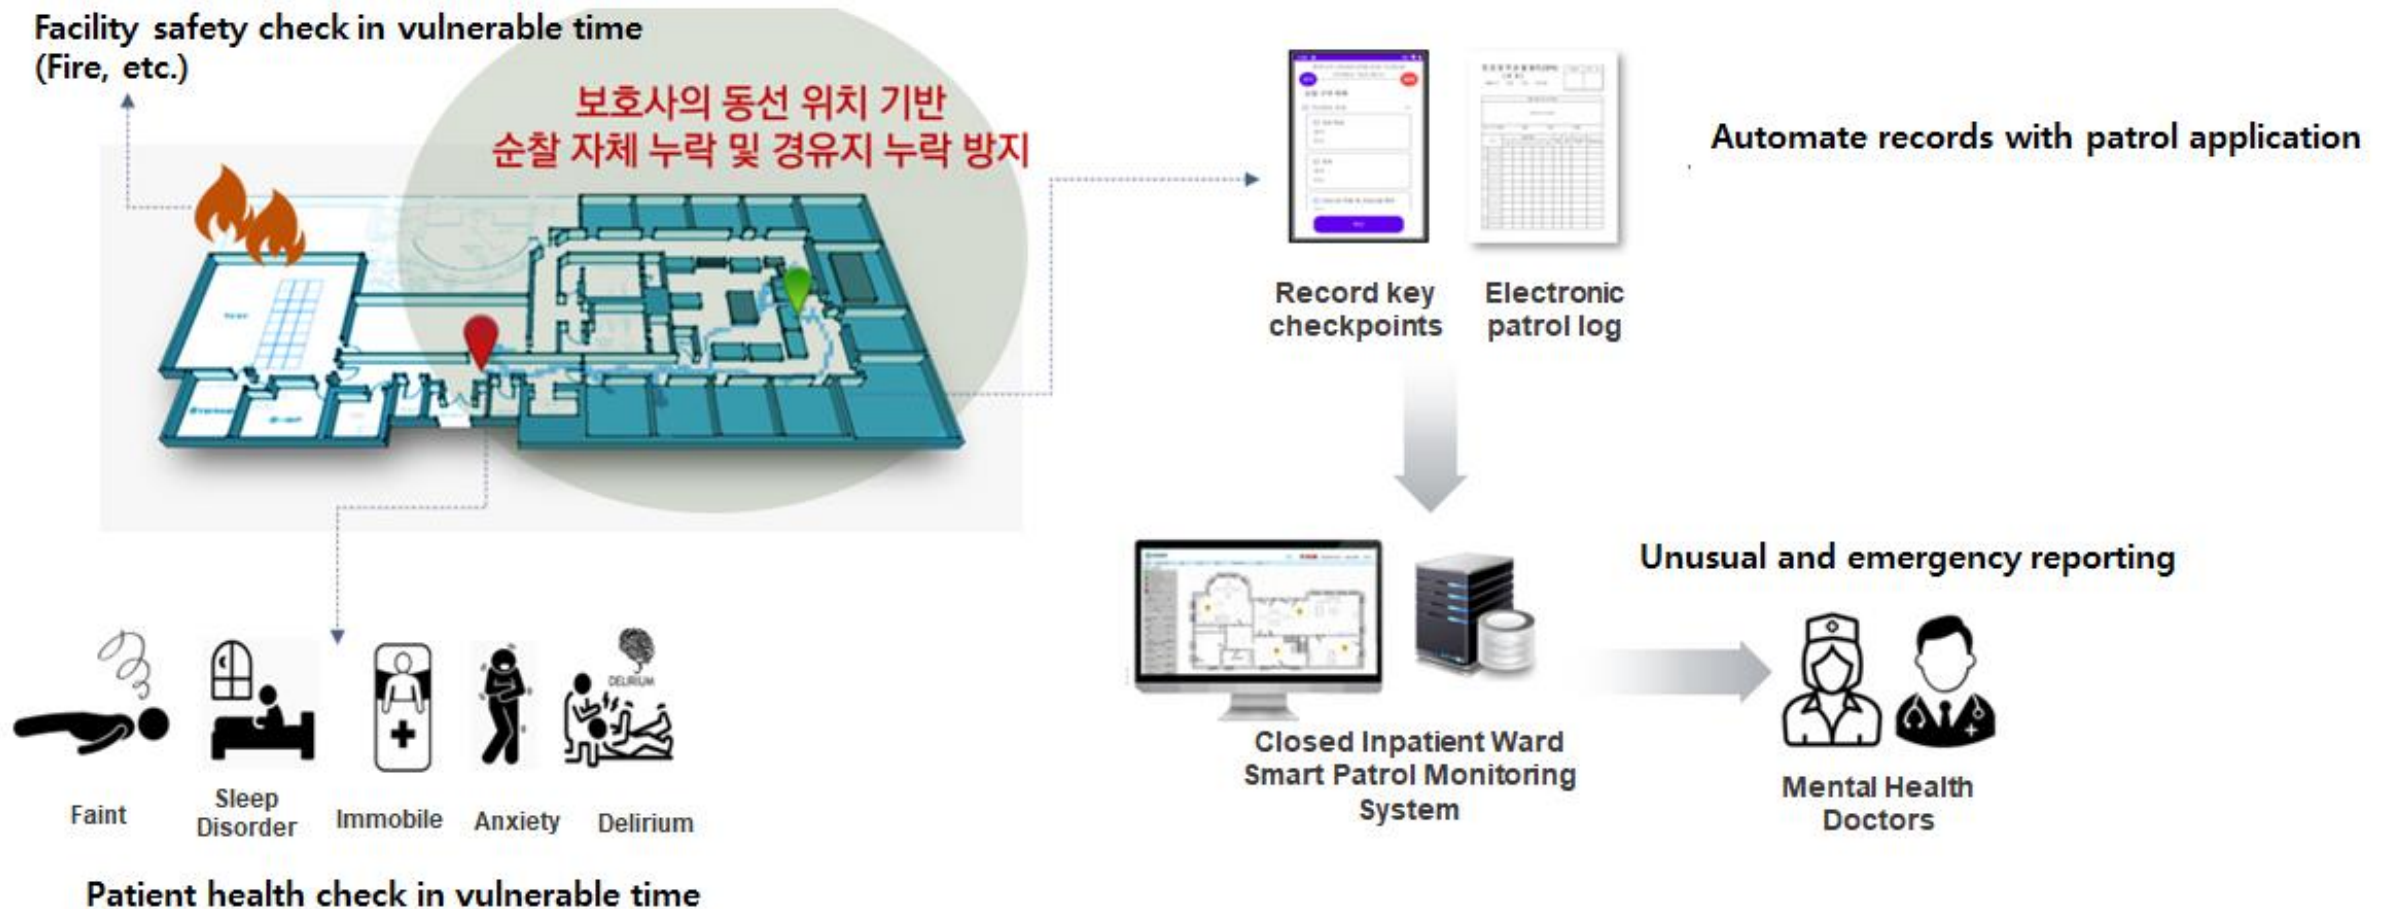 Facility safety check in vulnerable time
(Fire, etc.)
보호사의 동선 위치 기반
순찰 자체 누락 및 경유지 누락 방지
Automate records with patrol application
Record key
checkpoints
Electronic
patrol log
Unusual and emergency reporting
DELIRIUM
Closed Inpatient Ward
Smart Patrol Monitoring
System
Mental Health
Doctors
Faint
Sleep
Disorder
Immobile
Anxiety
Delirium
Patient health check in vulnerable time